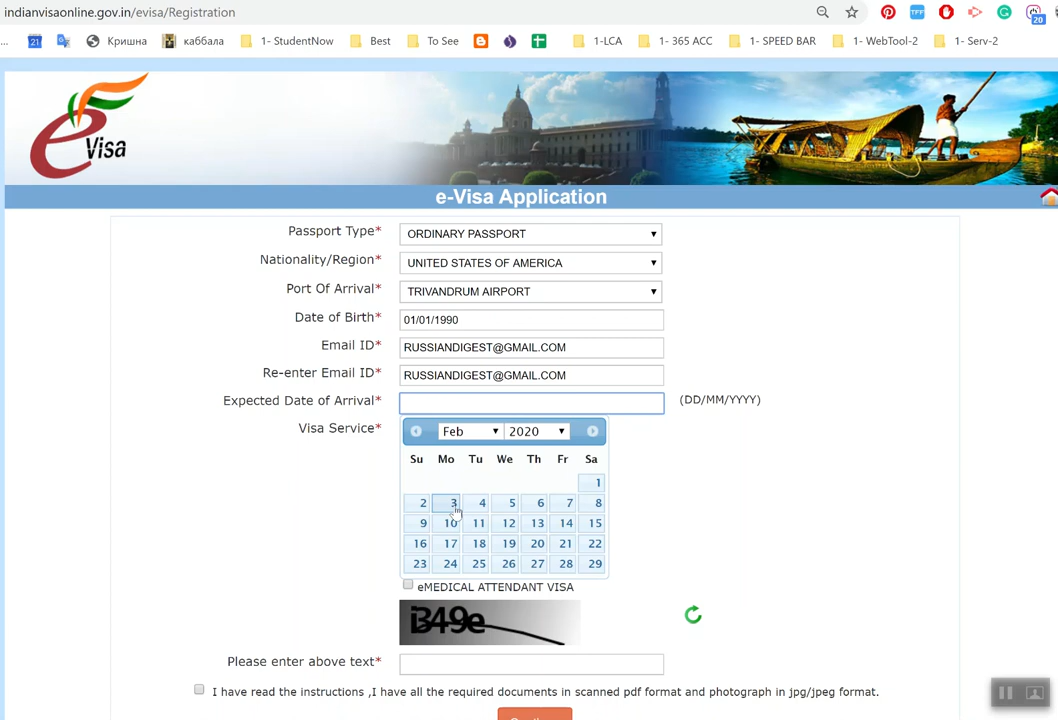 indianvisaonline.gov.in/evisa/Registration
TFF
20
... 21 Кришна каббала 1- StudentNow Best To See 1-LCA 1- 365 ACC 1- SPEED BAR 1- WebTool-2 1- Serv-2
eVisa
e-Visa Application
Passport Type* ORDINARY PASSPORT
Nationality/Region* UNITED STATES OF AMERICA
Port Of Arrival* TRIVANDRUM AIRPORT
Date of Birth* 01/01/1990
Email ID* RUSSIANDIGEST@GMAIL.COM
Re-enter Email ID* RUSSIANDIGEST@GMAIL.COM
Expected Date of Arrival* (DD/MM/YYYY)
Visa Service* Feb 2020
Su Mo Tu We Th Fr Sa
1
2 3 4 5 6 7 8
9 10 11 12 13 14 15
16 17 18 19 20 21 22
23 24 25 26 27 28 29
eMEDICAL ATTENDANT VISA
i349e
Please enter above text*
I have read the instructions ,I have all the required documents in scanned pdf format and photograph in jpg/jpeg format.